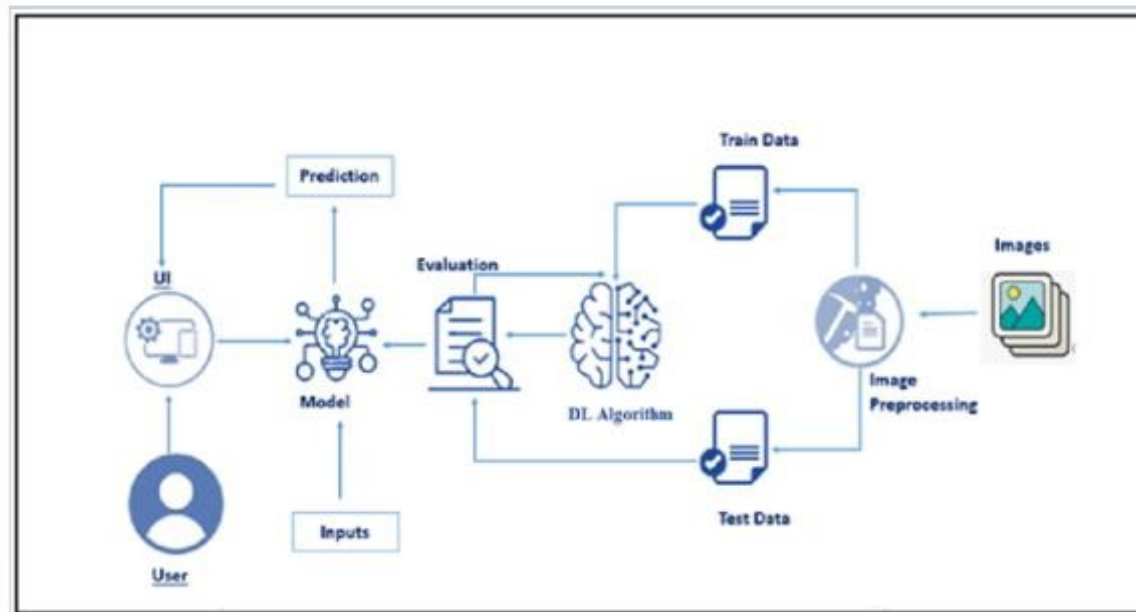 Train Data
Prediction
Images
Evaluation
UI
Image
Preprocessing
Model
DL Algorithm
Test Data
Inputs
User